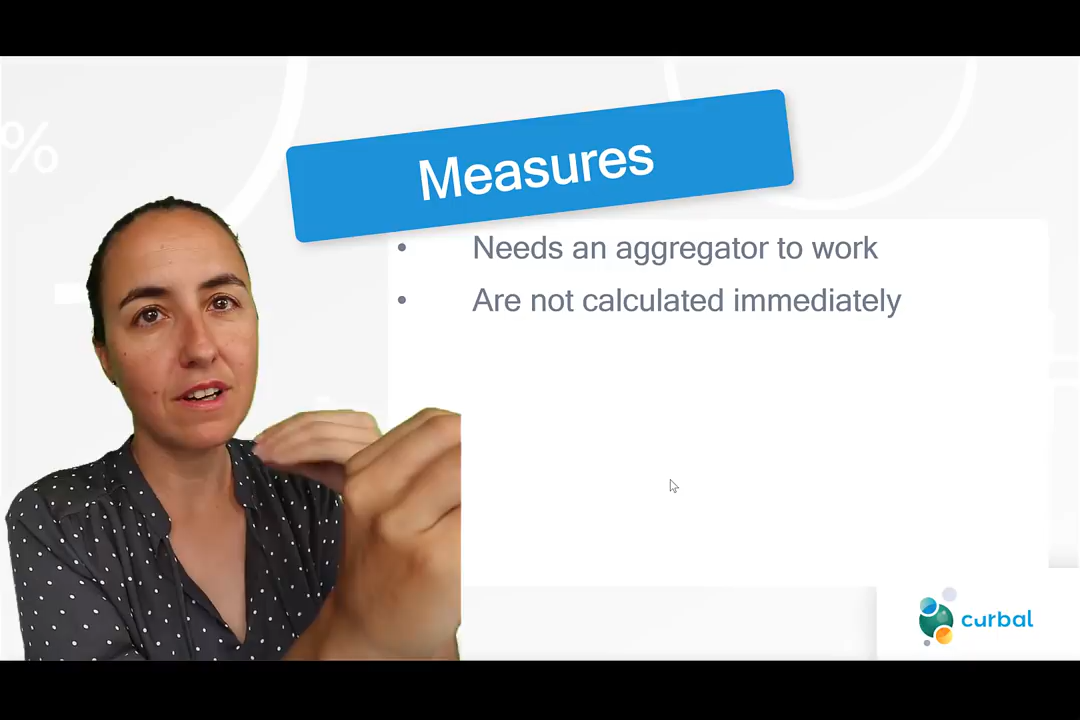 %
Measures
• Needs an aggregator to work
• Are not calculated immediately
curbal